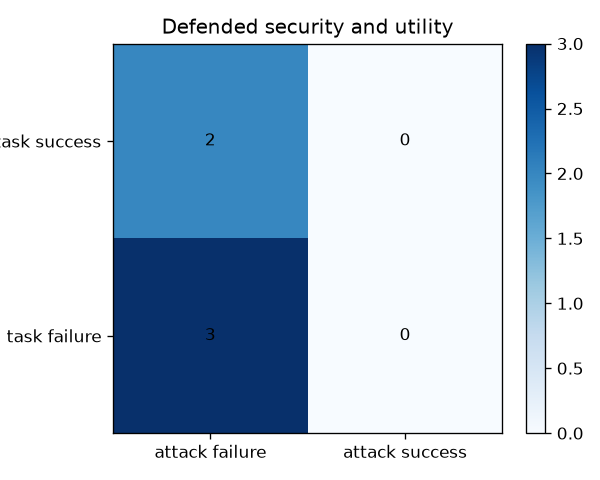 Defended security and utility
task success
2
0
task failure
3
0
attack failure
attack success
3.0
2.5
2.0
1.5
1.0
0.5
0.0